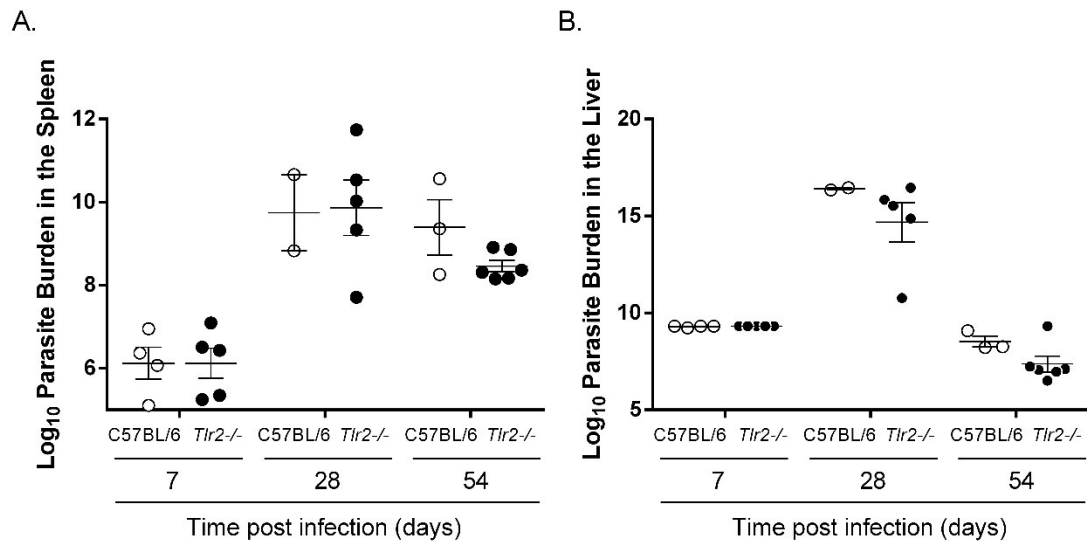 A.
Log10 Parasite Burden in the Spleen
12
10
8
6
C57BL/6 Tlr2-/- C57BL/6 Tlr2-/- C57BL/6 Tlr2-/-
7 28 54
Time post infection (days)
B.
Log10 Parasite Burden in the Liver
20
15
10
5
C57BL/6 Tlr2-/- C57BL/6 Tlr2-/- C57BL/6 Tlr2-/-
7 28 54
Time post infection (days)